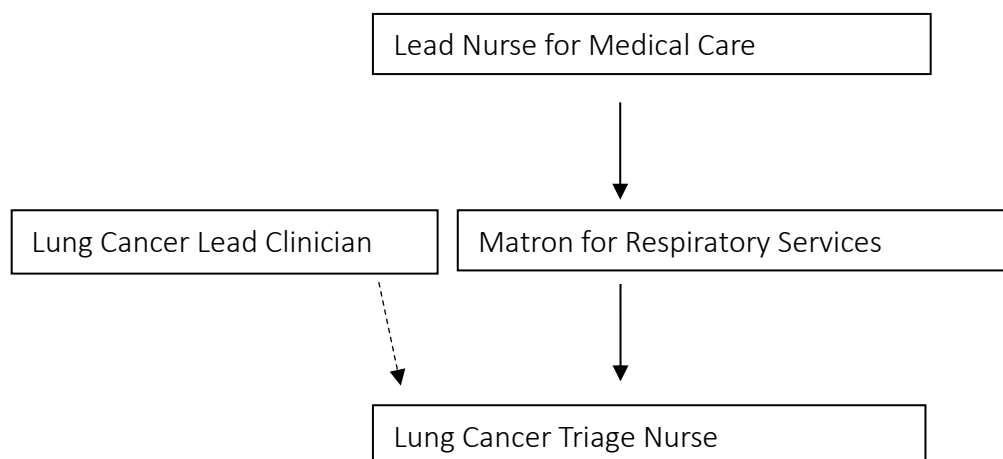 Lead Nurse for Medical Care
Lung Cancer Lead Clinician
Matron for Respiratory Services
Lung Cancer Triage Nurse